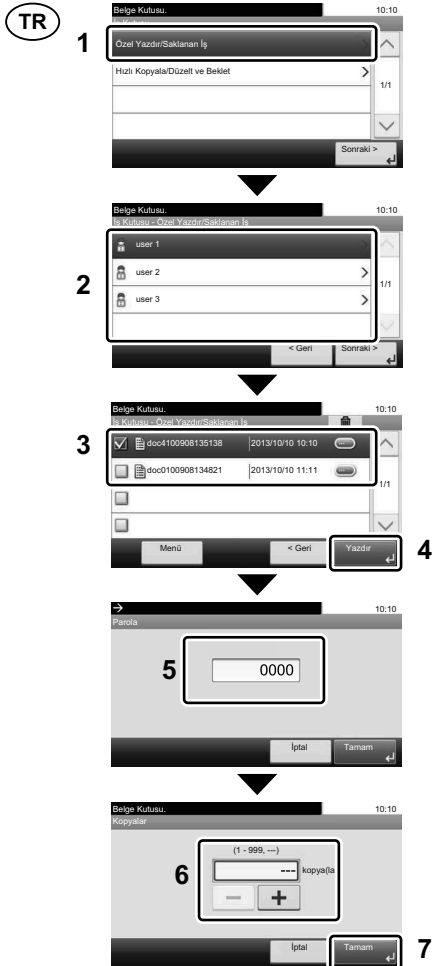 TR
Belge Kutusu. 10:10
1
Özel Yazdır/Saklanan İş
Hızlı Kopyala/Düzelt ve Beklet
1/1
Sonraki >
Belge Kutusu. 10:10
İş Kutusu - Özel Yazdır/Saklanan İş
2
user 1
user 2
user 3
1/1
< Geri Sonraki >
Belge Kutusu. 10:10
İş Kutusu - Özel Yazdır/Saklanan İş
3
doc4100908135138 2013/10/10 10:10
doc0100908134821 2013/10/10 11:11
1/1
Menü < Geri Yazdır
4
10:10
Parola
5
0000
İptal Tamam
Belge Kutusu. 10:10
Kopyalar
6
(1 - 999, ---)
--- kopya(la
İptal Tamam
7